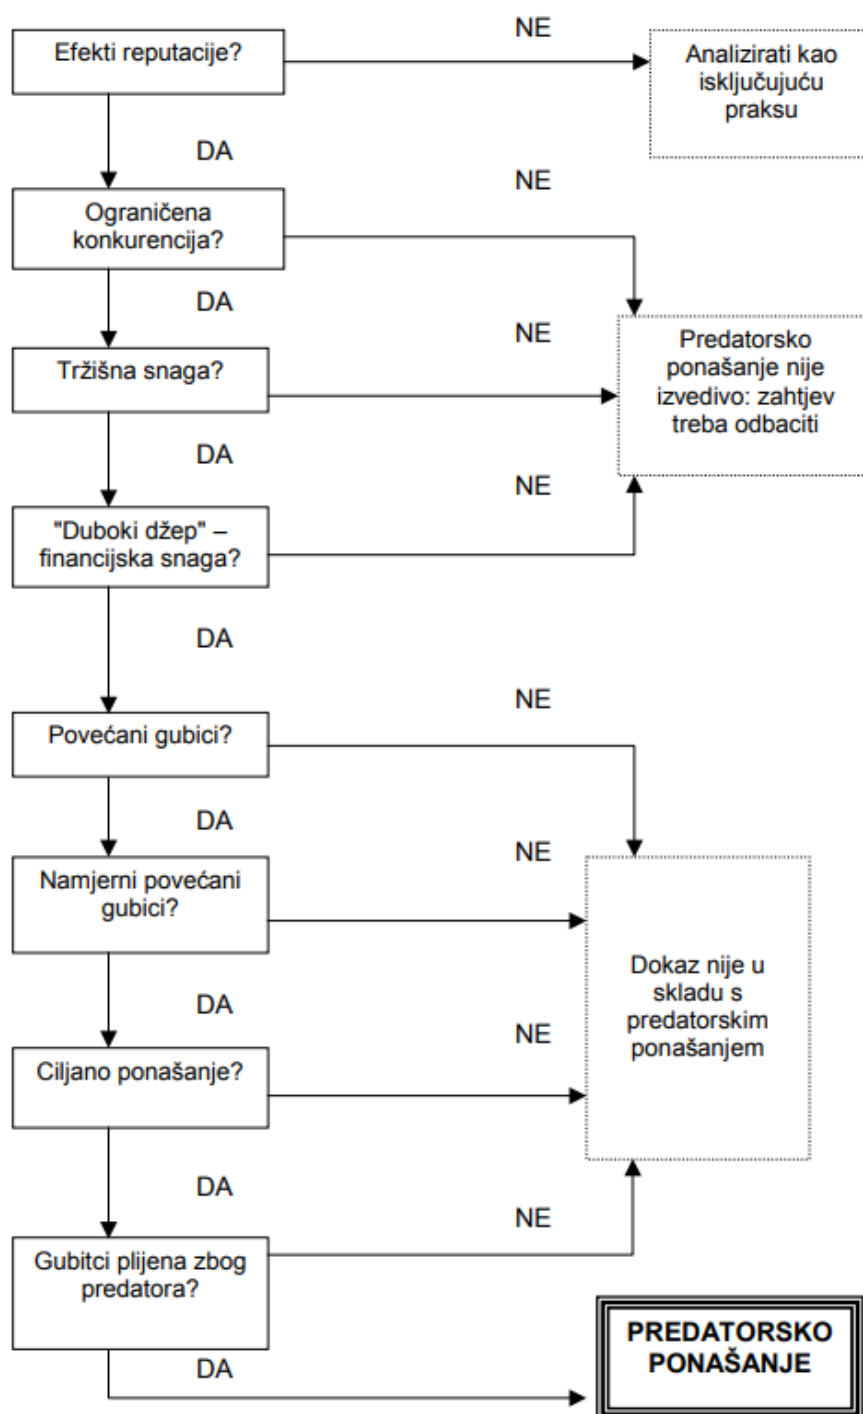 NE
Efekti reputacije?
Analizirati kao
isključujuću
praksu
DA
NE
Ograničena
konkurencija?
DA
NE
Tržišna snaga?
Predatorsko
ponašanje nije
izvedivo: zahtjev
treba odbaciti
DA
NE
"Duboki džep" –
financijska snaga?
DA
NE
Povećani gubici?
DA
NE
Namjerni povećani
gubici?
Dokaz nije u
skladu s
predatorskim
ponašanjem
DA
NE
Ciljano ponašanje?
DA
NE
Gubitci plijena zbog
predatora?
DA
PREDATORSKO
PONAŠANJE